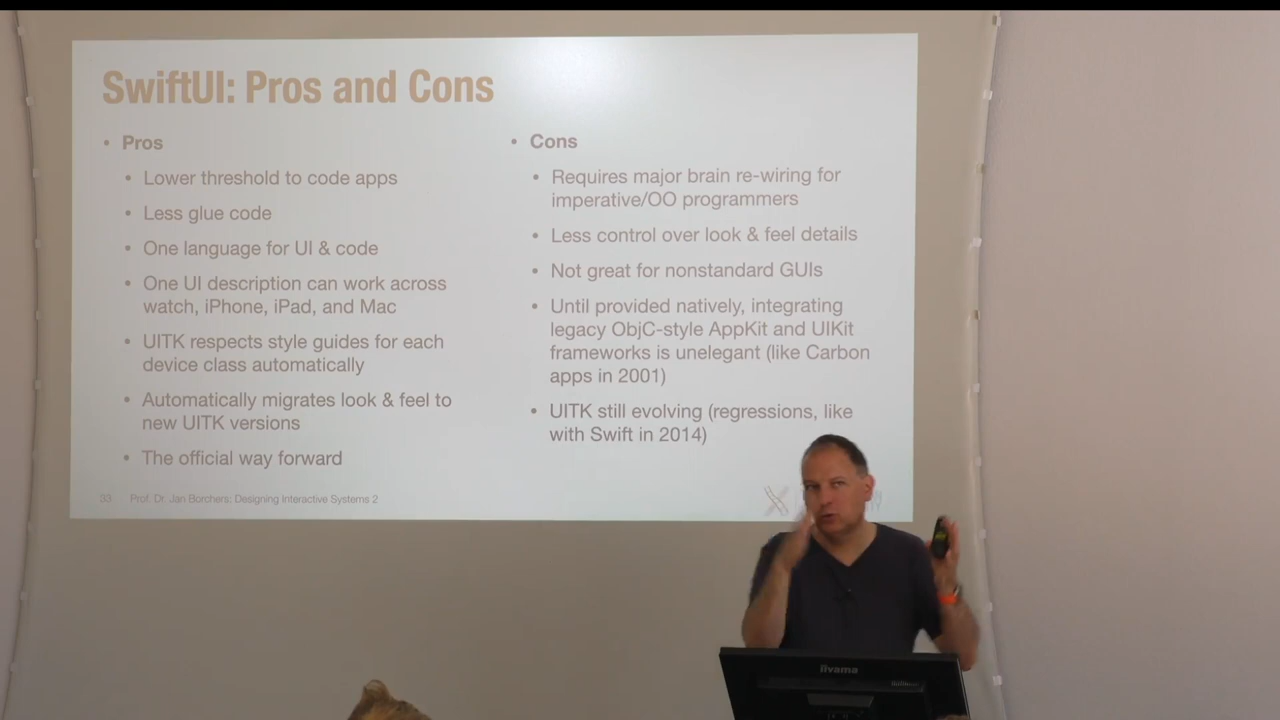 SwiftUI: Pros and Cons
• Pros
• Lower threshold to code apps
• Less glue code
• One language for UI & code
• One UI description can work across
watch, iPhone, iPad, and Mac
• UITK respects style guides for each
device class automatically
• Automatically migrates look & feel to
new UITK versions
• The official way forward
• Cons
• Requires major brain re-wiring for
imperative/OO programmers
• Less control over look & feel details
• Not great for nonstandard GUIs
• Until provided natively, integrating
legacy ObjC-style AppKit and UIKit
frameworks is unelegant (like Carbon
apps in 2001)
• UITK still evolving (regressions, like
with Swift in 2014)
33 Prof. Dr. Jan Borchers: Designing Interactive Systems 2
iiyama